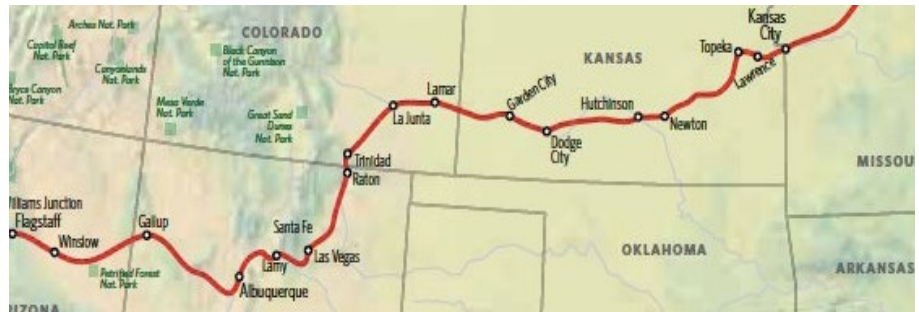 Arches Nat. Park
COLORADO
Kansas
City
Capitol Reef
Nat. Park
Black Canyon
of the Gunnison
Nat. Park
Topeka
KANSAS
Lawrence
Canyonlands
Nat. Park
Bryce Canyon
Nat. Park
Mesa Verde
Nat. Park
Great Sand
Dunes
Nat. Park
Lamar
La Junta
Garden City
Hutchinson
Newton
Dodge
City
Trinidad
Raton
MISSOU
Williams Junction
Flagstaff
Winslow
Gallup
Santa Fe
Lamy
Las Vegas
OKLAHOMA
Petrified Forest
Nat. Park
Albuquerque
ARKANSAS
RIZONA